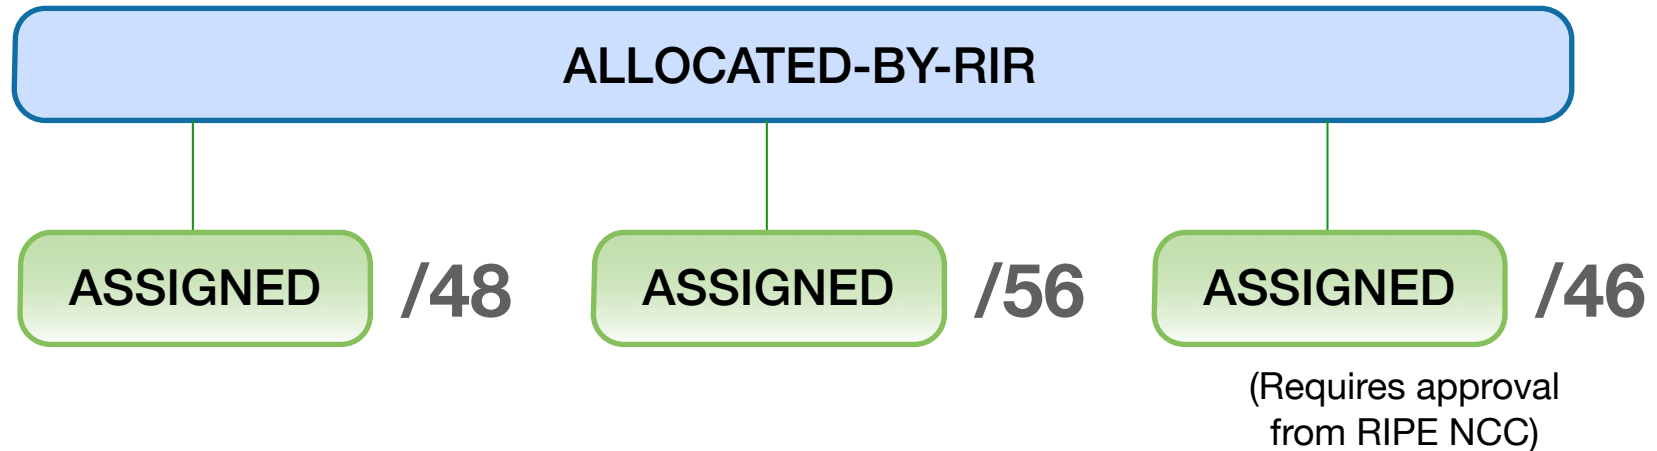 ALLOCATED-BY-RIR
ASSIGNED /48
ASSIGNED /56
ASSIGNED /46
(Requires approval
from RIPE NCC)